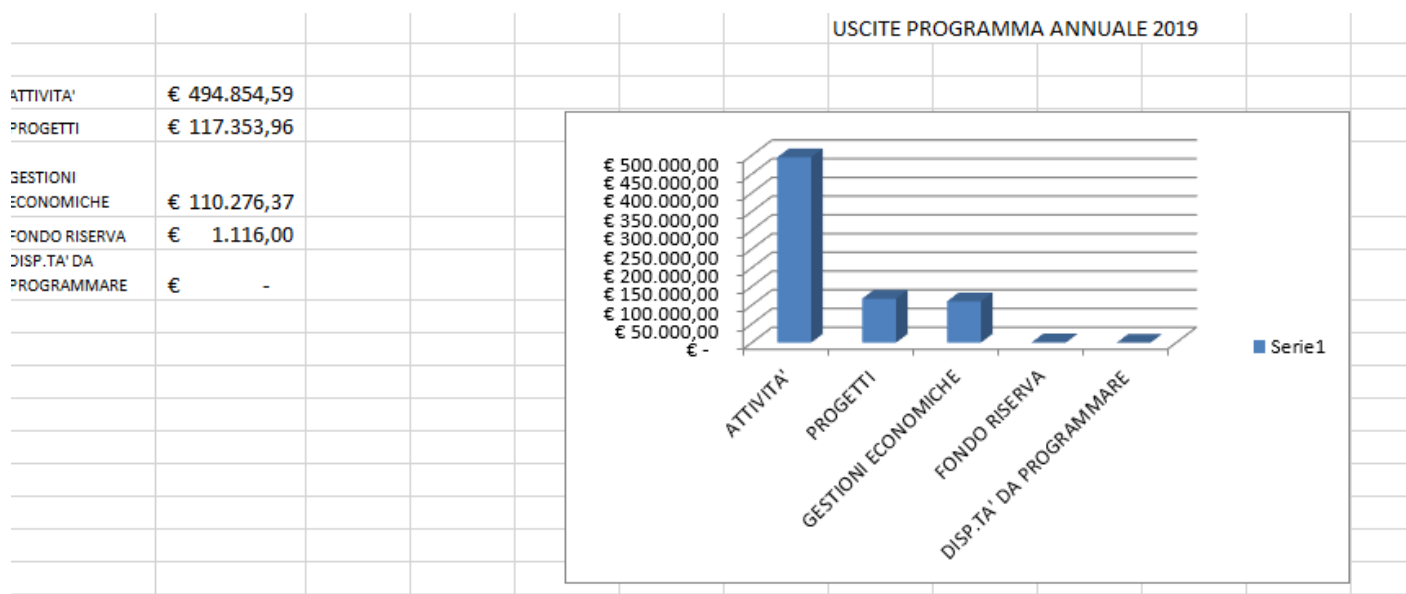 USCITE PROGRAMMA ANNUALE 2019
ATTIVITA' € 494.854,59
PROGETTI € 117.353,96
GESTIONI
ECONOMICHE € 110.276,37
FONDO RISERVA € 1.116,00
DISP.TA' DA
PROGRAMMARE € -
€ 500.000,00
€ 450.000,00
€ 400.000,00
€ 350.000,00
€ 300.000,00
€ 250.000,00
€ 200.000,00
€ 150.000,00
€ 100.000,00
€ 50.000,00
€ -
ATTIVITA'
PROGETTI
GESTIONI ECONOMICHE
FONDO RISERVA
DISP.TA' DA PROGRAMMARE
Serie1